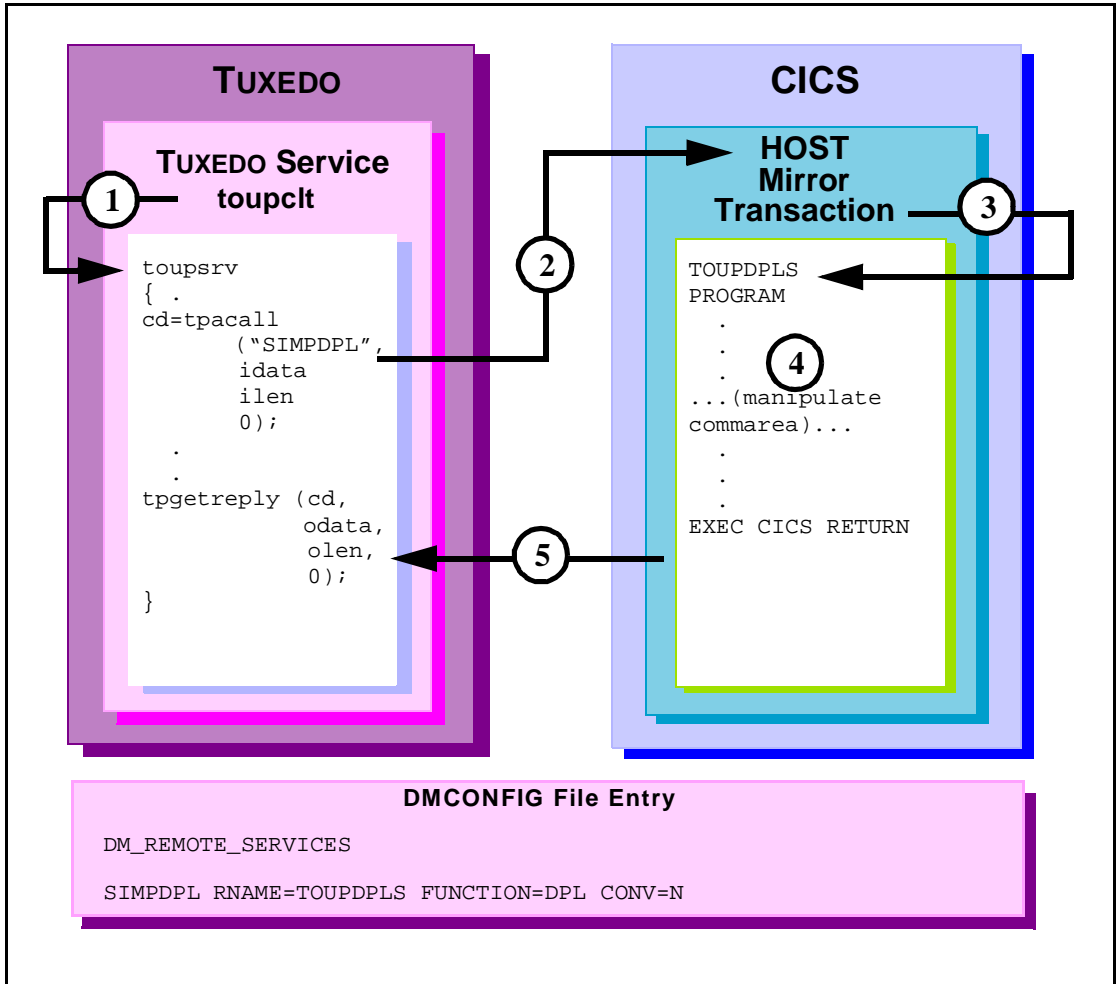 TUXEDO
TUXEDO Service
toupclt
1
toupsrv
{ .
cd=tpacall
("SIMPDPL",
idata
ilen
0);
.
.
tpgetreply (cd,
odata,
olen,
0);
}
2
5
CICS
HOST
Mirror
Transaction
3
TOUPDPLS
PROGRAM
.
.
.
4
...(manipulate
commarea)...
.
.
.
EXEC CICS RETURN
DMCONFIG File Entry
DM_REMOTE_SERVICES
SIMPDPL RNAME=TOUPDPLS FUNCTION=DPL CONV=N